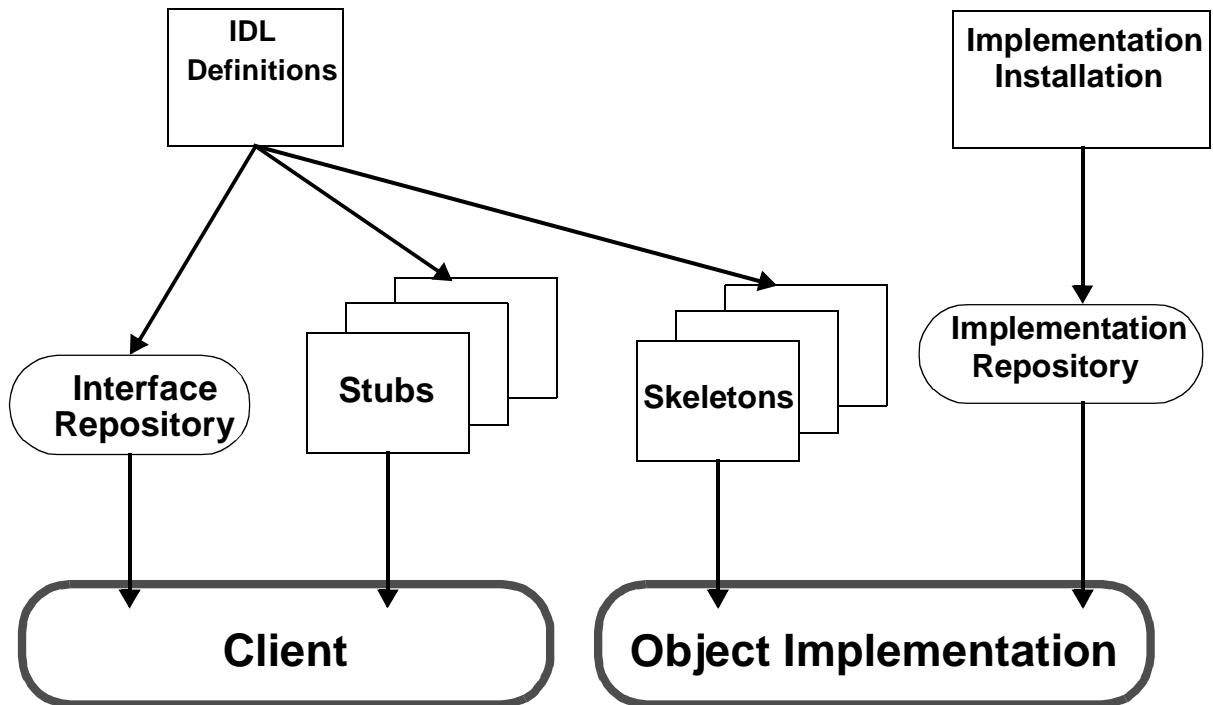 IDL
Definitions
Implementation
Installation
Interface
Repository
Stubs
Skeletons
Implementation
Repository
Client
Object Implementation